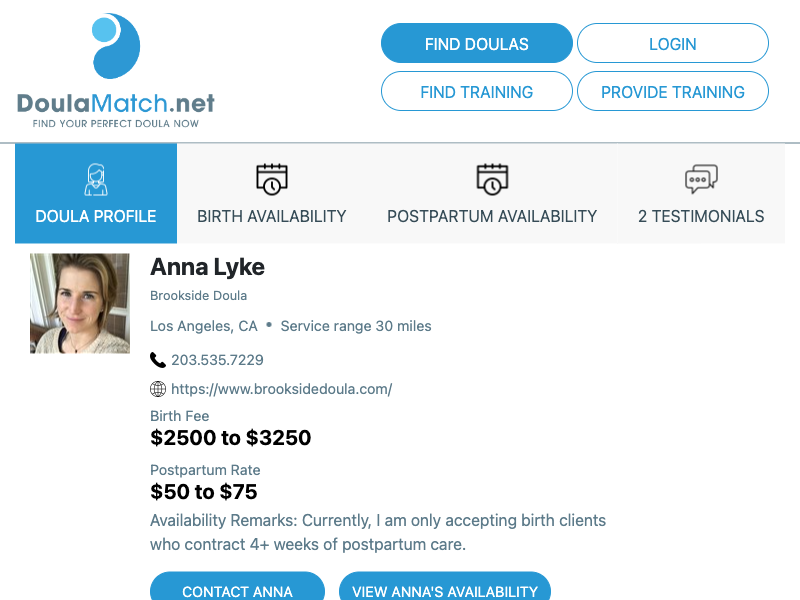 DoulaMatch.net
FIND YOUR PERFECT DOULA NOW
FIND DOULAS
LOGIN
FIND TRAINING
PROVIDE TRAINING
DOULA PROFILE
BIRTH AVAILABILITY
POSTPARTUM AVAILABILITY
2 TESTIMONIALS
Anna Lyke
Brookside Doula
Los Angeles, CA • Service range 30 miles
203.535.7229
https://www.brooksidedoula.com/
Birth Fee
$2500 to $3250
Postpartum Rate
$50 to $75
Availability Remarks: Currently, I am only accepting birth clients
who contract 4+ weeks of postpartum care.
CONTACT ANNA
VIEW ANNA'S AVAILABILITY